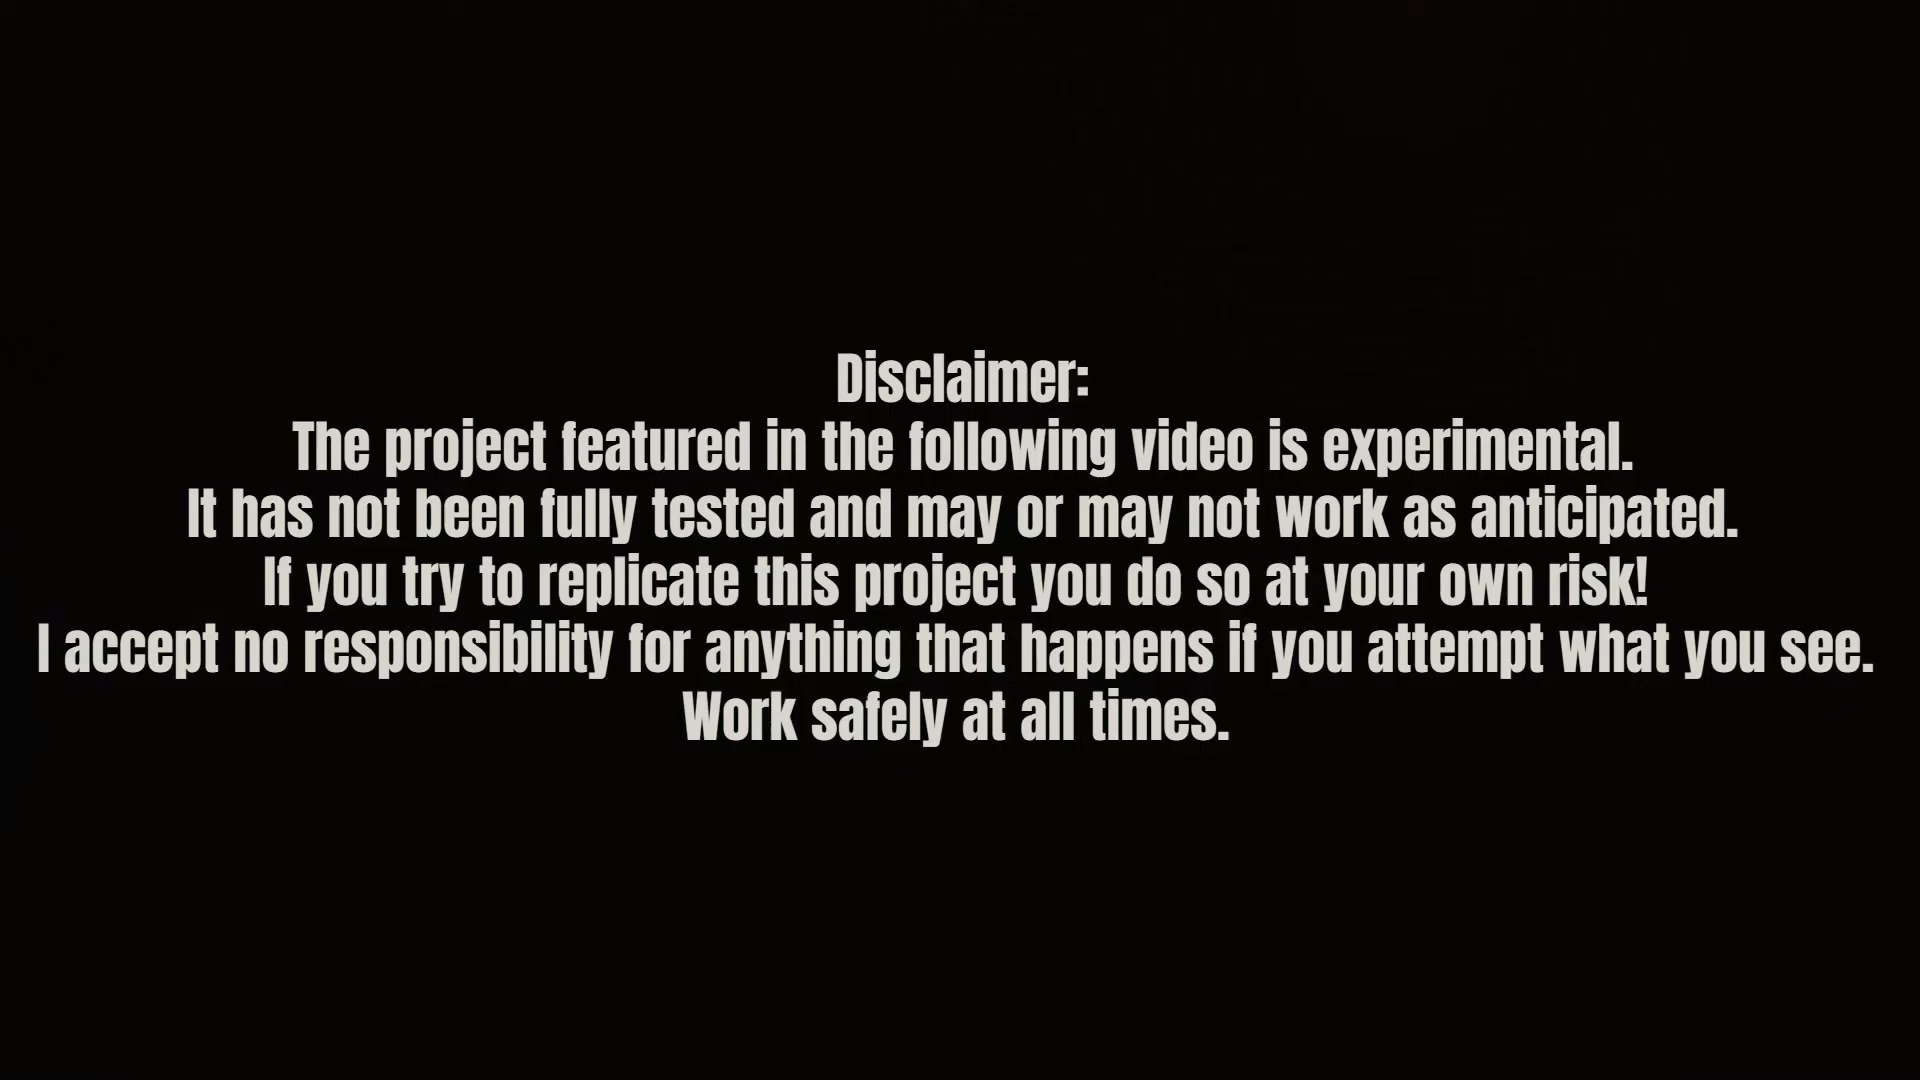 Disclaimer:
The project featured in the following video is experimental.
It has not been fully tested and may or may not work as anticipated.
If you try to replicate this project you do so at your own risk!
I accept no responsibility for anything that happens if you attempt what you see.
Work safely at all times.